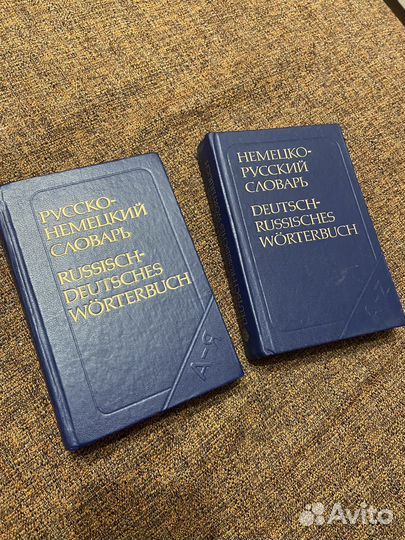 РУССКО-
НЕМЕЦКИЙ
СЛОВАРЬ
RUSSISCH-
DEUTSCHES
WÖRTERBUCH
А-Я
НЕМЕЦКО-
РУССКИЙ
СЛОВАРЬ
DEUTSCH-
RUSSISCHES
WÖRTERBUCH
Avito